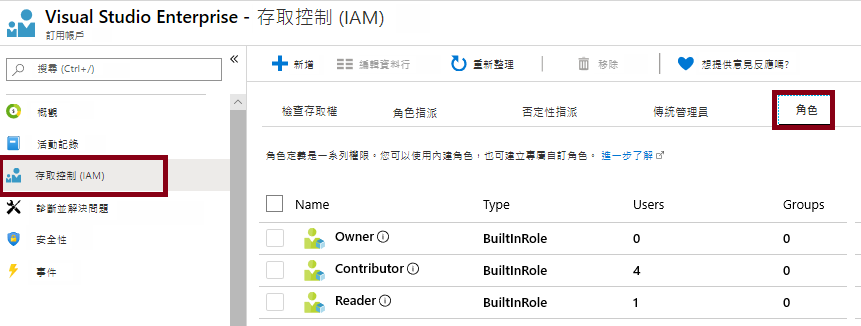 Visual Studio Enterprise - 存取控制 (IAM)
訂用帳戶
搜尋 (Ctrl+/)
概觀
活動記錄
存取控制 (IAM)
診斷並解決問題
安全性
事件
新增 編輯資料行 重新整理 移除 想提供意見反應嗎?
檢查存取權 角色指派 否定性指派 傳統管理員 角色
角色定義是一系列權限。您可以使用內建角色,也可建立專屬自訂角色。 進一步了解
Name Type Users Groups
Owner BuiltInRole 0 0
Contributor BuiltInRole 4 0
Reader BuiltInRole 1 0